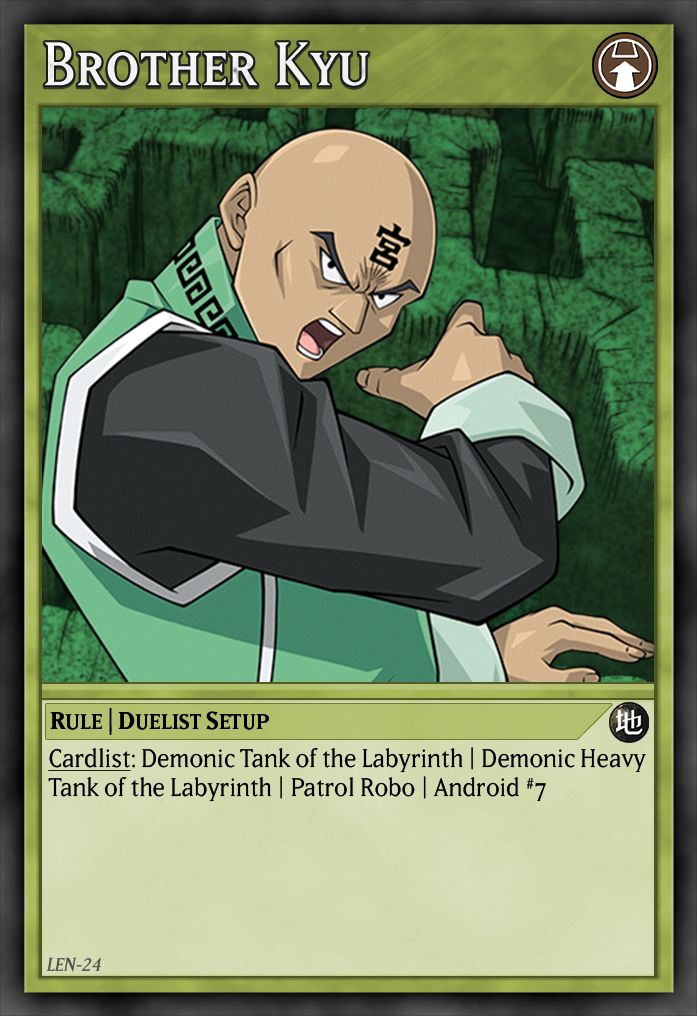 Brother Kyu
宮
Rule | Duelist Setup
地
Cardlist: Demonic Tank of the Labyrinth | Demonic Heavy
Tank of the Labyrinth | Patrol Robo | Android #7
LEN-24